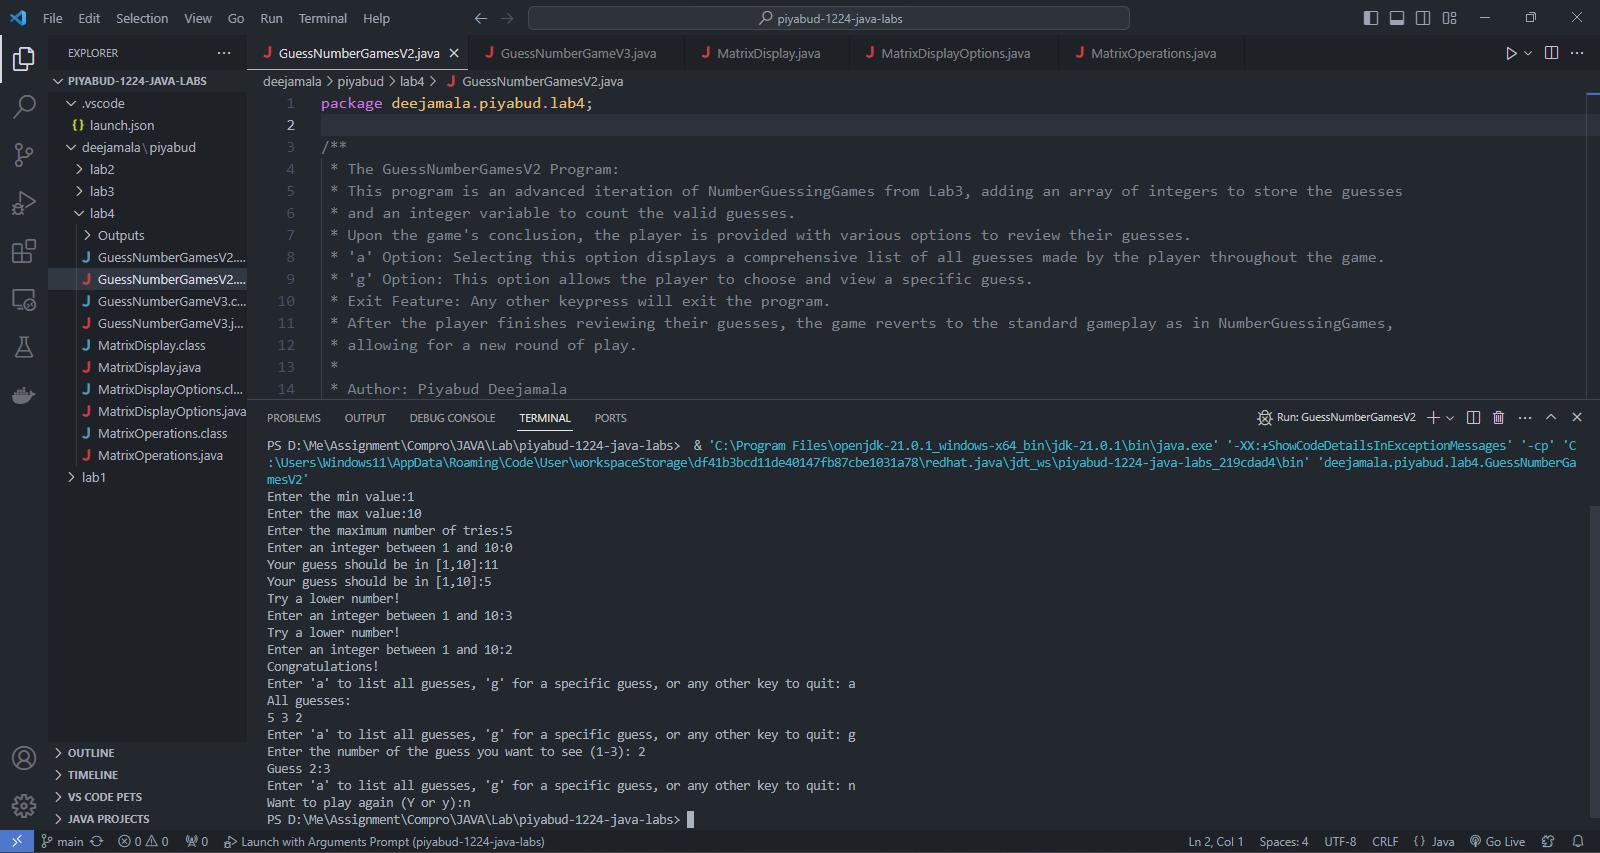 File Edit Selection View Go Run Terminal Help
piyabud-1224-java-labs
EXPLORER
PIYABUD-1224-JAVA-LABS
.vscode
{} launch.json
deejamala\piyabud
lab2
lab3
lab4
Outputs
J GuessNumberGamesV2....
J GuessNumberGamesV2....
J GuessNumberGameV3.c...
J GuessNumberGameV3.j...
J MatrixDisplay.class
J MatrixDisplay.java
J MatrixDisplayOptions.cl...
J MatrixDisplayOptions.java
J MatrixOperations.class
J MatrixOperations.java
lab1
OUTLINE
TIMELINE
VS CODE PETS
JAVA PROJECTS
J GuessNumberGamesV2.java J GuessNumberGameV3.java J MatrixDisplay.java J MatrixDisplayOptions.java J MatrixOperations.java
deejamala > piyabud > lab4 > J GuessNumberGamesV2.java
1 package deejamala.piyabud.lab4;
2
3 /**
4 * The GuessNumberGamesV2 Program:
5 * This program is an advanced iteration of NumberGuessingGames from Lab3, adding an array of integers to store the guesses
6 * and an integer variable to count the valid guesses.
7 * Upon the game's conclusion, the player is provided with various options to review their guesses.
8 * 'a' Option: Selecting this option displays a comprehensive list of all guesses made by the player throughout the game.
9 * 'g' Option: This option allows the player to choose and view a specific guess.
10 * Exit Feature: Any other keypress will exit the program.
11 * After the player finishes reviewing their guesses, the game reverts to the standard gameplay as in NumberGuessingGames,
12 * allowing for a new round of play.
13 *
14 * Author: Piyabud Deejamala
PROBLEMS OUTPUT DEBUG CONSOLE TERMINAL PORTS
Run: GuessNumberGamesV2
PS D:\Me\Assignment\Compro\JAVA\Lab\piyabud-1224-java-labs> & 'C:\Program Files\openjdk-21.0.1_windows-x64_bin\jdk-21.0.1\bin\java.exe' '-XX:+ShowCodeDetailsInExceptionMessages' '-cp' 'C
:\Users\Windows11\AppData\Roaming\Code\User\workspaceStorage\df41b3bcd11de40147fb87cbe1031a78\redhat.java\jdt_ws\piyabud-1224-java-labs_219cdad4\bin' 'deejamala.piyabud.lab4.GuessNumberGa
mesV2'
Enter the min value:1
Enter the max value:10
Enter the maximum number of tries:5
Enter an integer between 1 and 10:0
Your guess should be in [1,10]:11
Your guess should be in [1,10]:5
Try a lower number!
Enter an integer between 1 and 10:3
Try a lower number!
Enter an integer between 1 and 10:2
Congratulations!
Enter 'a' to list all guesses, 'g' for a specific guess, or any other key to quit: a
All guesses:
5 3 2
Enter 'a' to list all guesses, 'g' for a specific guess, or any other key to quit: g
Enter the number of the guess you want to see (1-3): 2
Guess 2:3
Enter 'a' to list all guesses, 'g' for a specific guess, or any other key to quit: n
Want to play again (Y or y):n
PS D:\Me\Assignment\Compro\JAVA\Lab\piyabud-1224-java-labs>
main 0 0 0 Launch with Arguments Prompt (piyabud-1224-java-labs) Ln 2, Col 1 Spaces: 4 UTF-8 CRLF {} Java Go Live